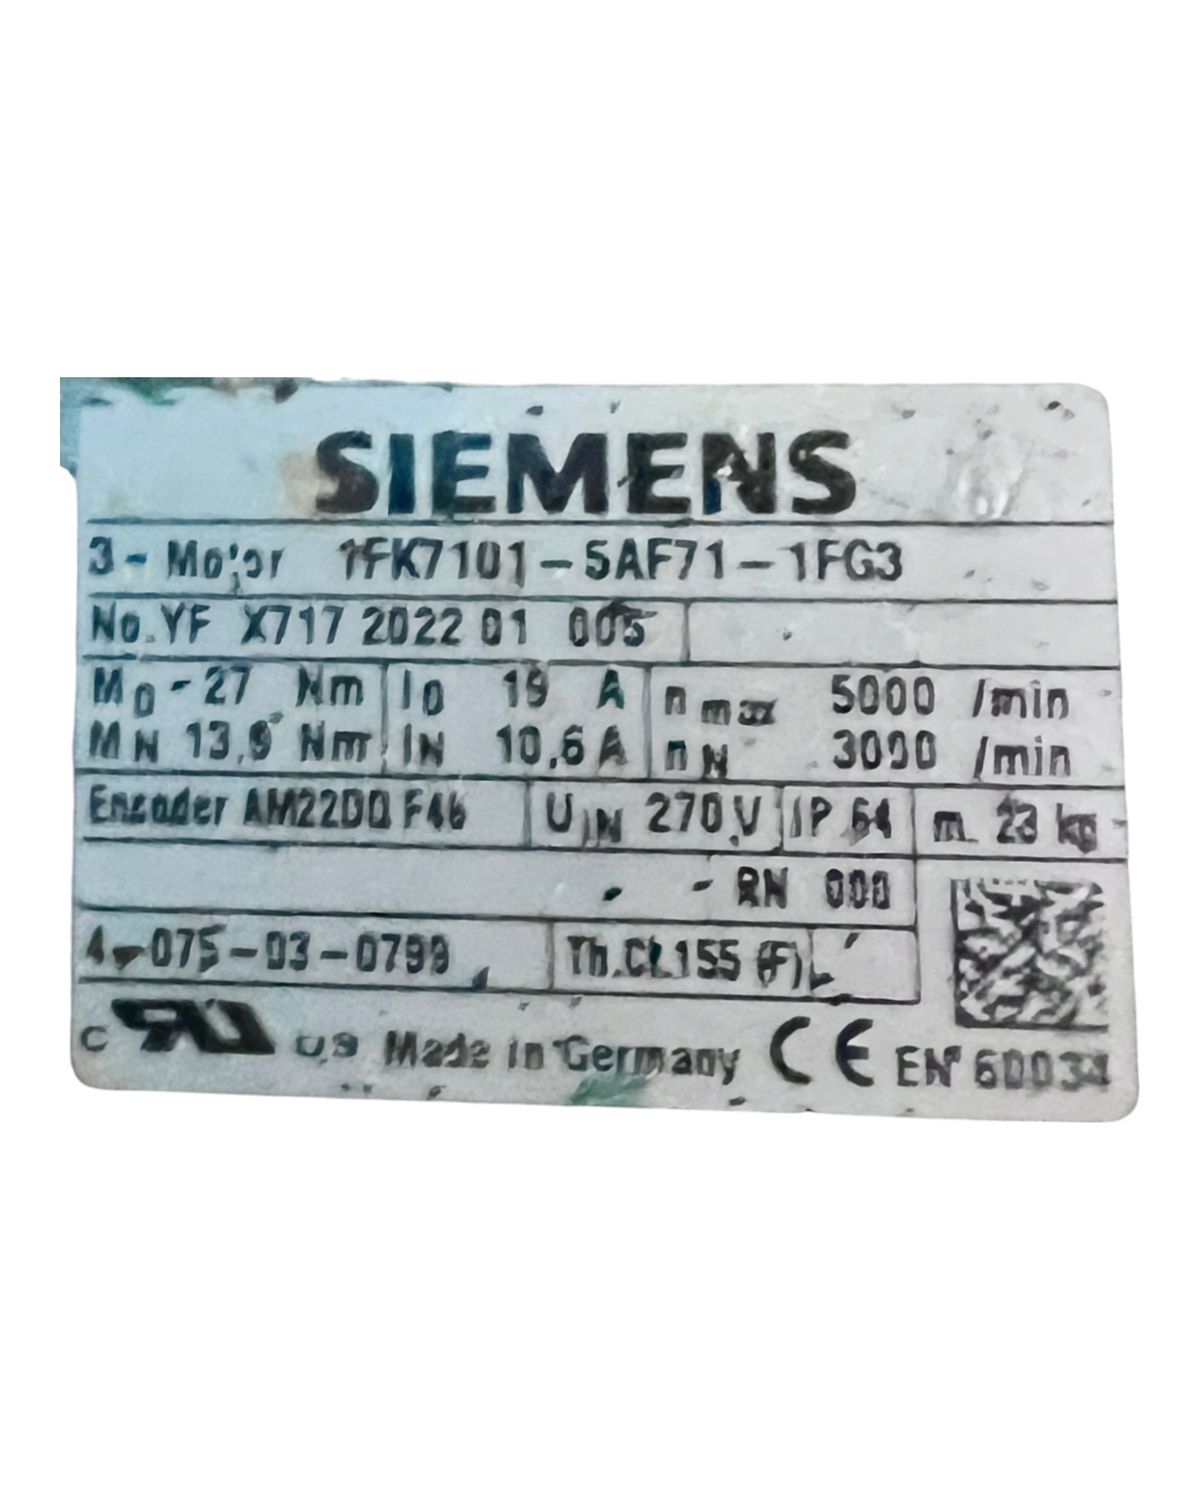 SIEMENS
3~Motor 1FK7101-5AF71-1FG3
No.YF X717 2022 01 005
M0 27 Nm I0 19 A nmax 5000 /min
MN 13,9 Nm IN 10,6 A nN 3000 /min
Encoder AM22DQ F46 UIN 270 V IP 64 m. 23 kg
RN 000
4-075-03-0799 Th.Cl.155 (F)
c RU US Made in Germany CE EN 60034